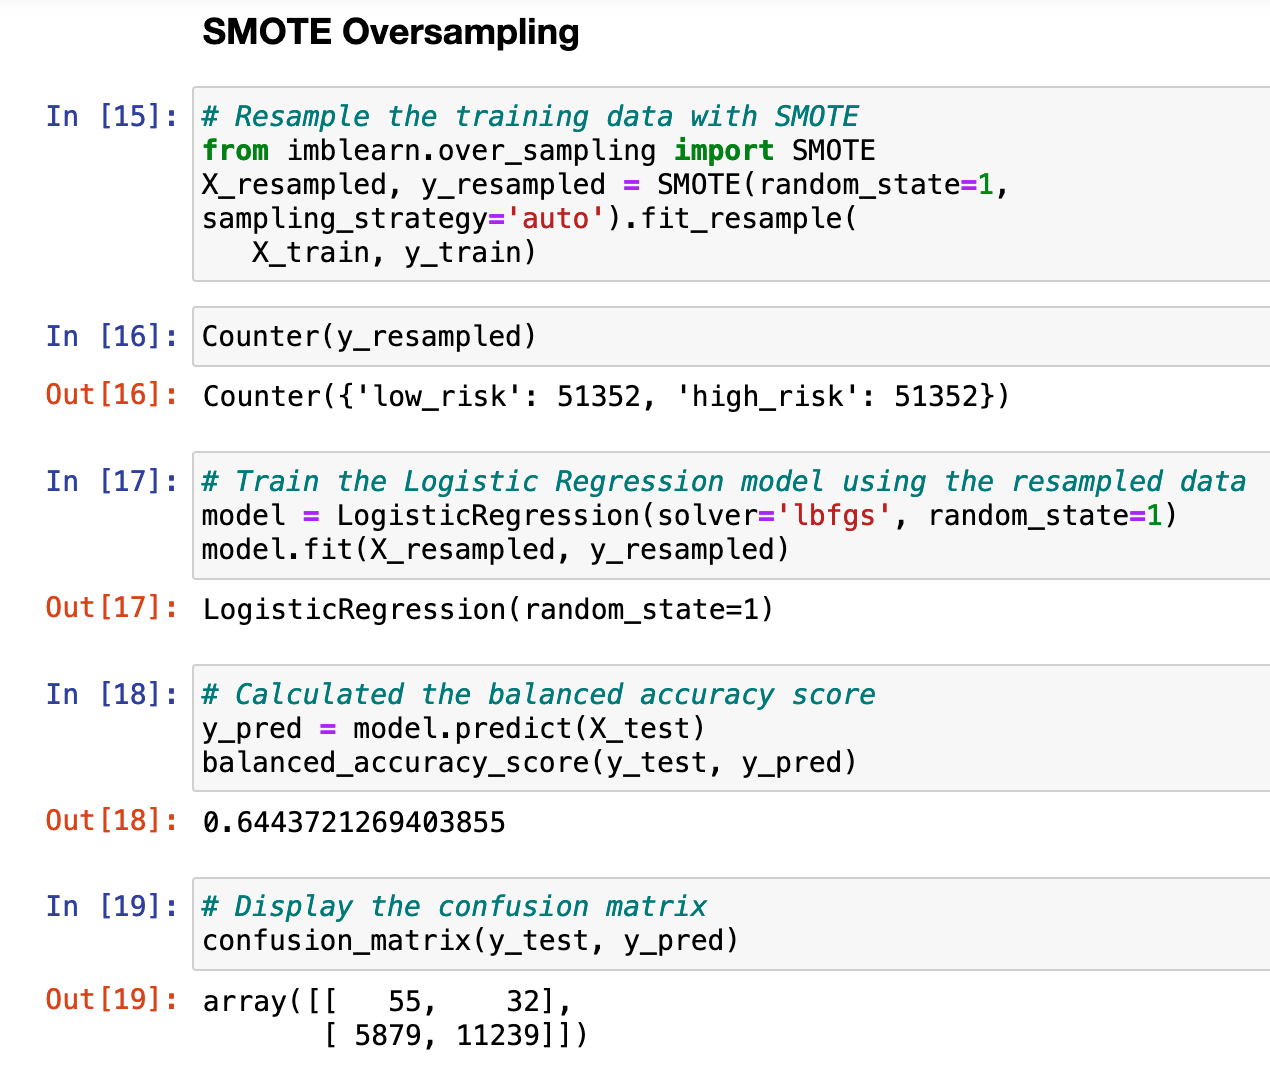 SMOTE Oversampling
In [15]: # Resample the training data with SMOTE
from imblearn.over_sampling import SMOTE
X_resampled, y_resampled = SMOTE(random_state=1,
sampling_strategy='auto').fit_resample(
   X_train, y_train)
In [16]: Counter(y_resampled)
Out[16]: Counter({'low_risk': 51352, 'high_risk': 51352})
In [17]: # Train the Logistic Regression model using the resampled data
model = LogisticRegression(solver='lbfgs', random_state=1)
model.fit(X_resampled, y_resampled)
Out[17]: LogisticRegression(random_state=1)
In [18]: # Calculated the balanced accuracy score
y_pred = model.predict(X_test)
balanced_accuracy_score(y_test, y_pred)
Out[18]: 0.6443721269403855
In [19]: # Display the confusion matrix
confusion_matrix(y_test, y_pred)
Out[19]: array([[   55,    32],
       [ 5879, 11239]])